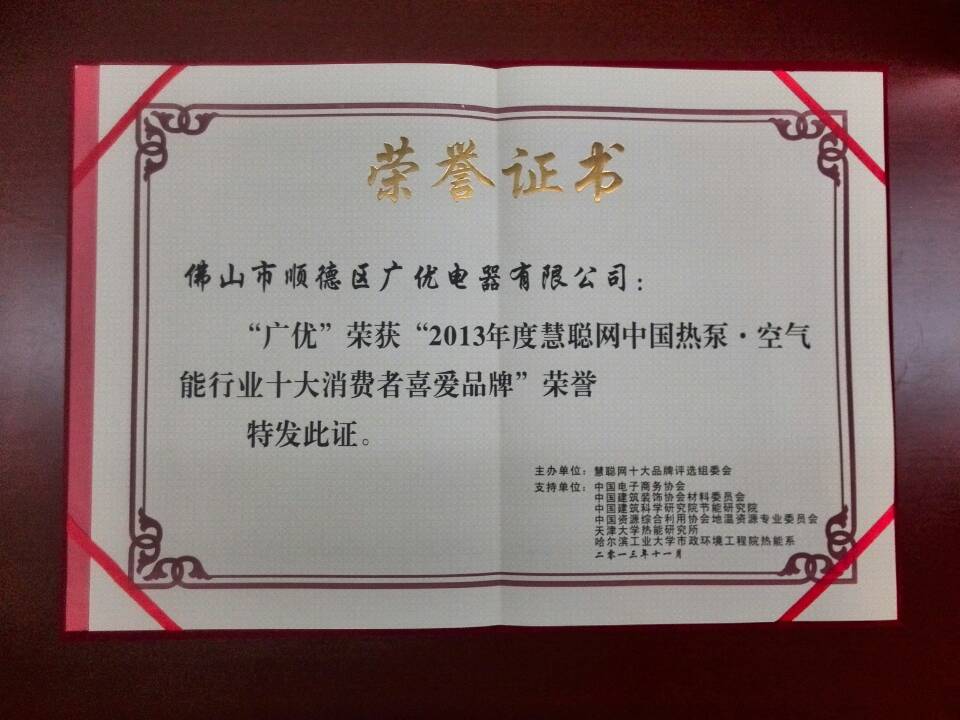 荣誉证书
佛山市顺德区广优电器有限公司：
“广优”荣获“2013年度慧聪网中国热泵·空气
能行业十大消费者喜爱品牌”荣誉
特发此证。
主办单位：慧聪网十大品牌评选组委会
支持单位：中国电子商务协会
中国建筑装饰协会材料委员会
中国建筑科学研究院节能研究院
中国资源综合利用协会地温资源专业委员会
天津大学热能研究所
哈尔滨工业大学市政环境工程院热能系
二零一三年十一月